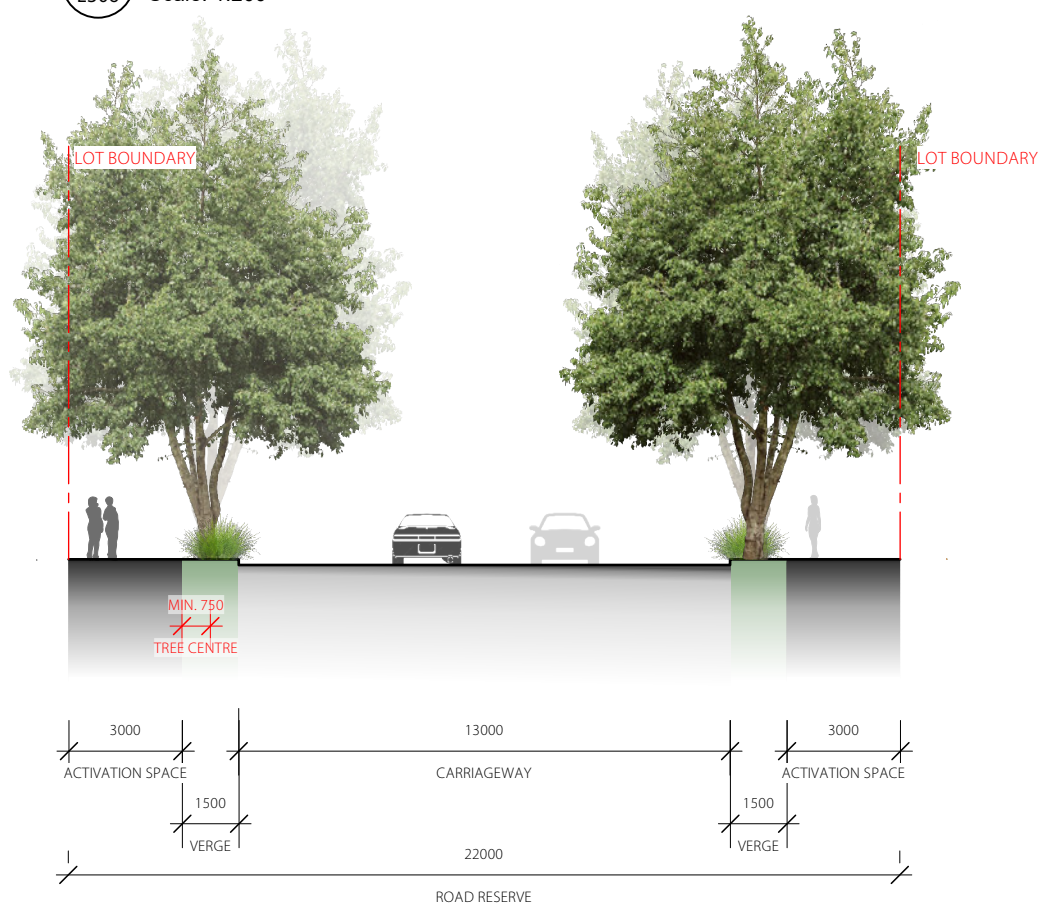 LOT BOUNDARY
LOT BOUNDARY
MIN. 750
TREE CENTRE
3000
13000
3000
ACTIVATION SPACE
CARRIAGEWAY
ACTIVATION SPACE
1500
1500
VERGE
VERGE
22000
ROAD RESERVE